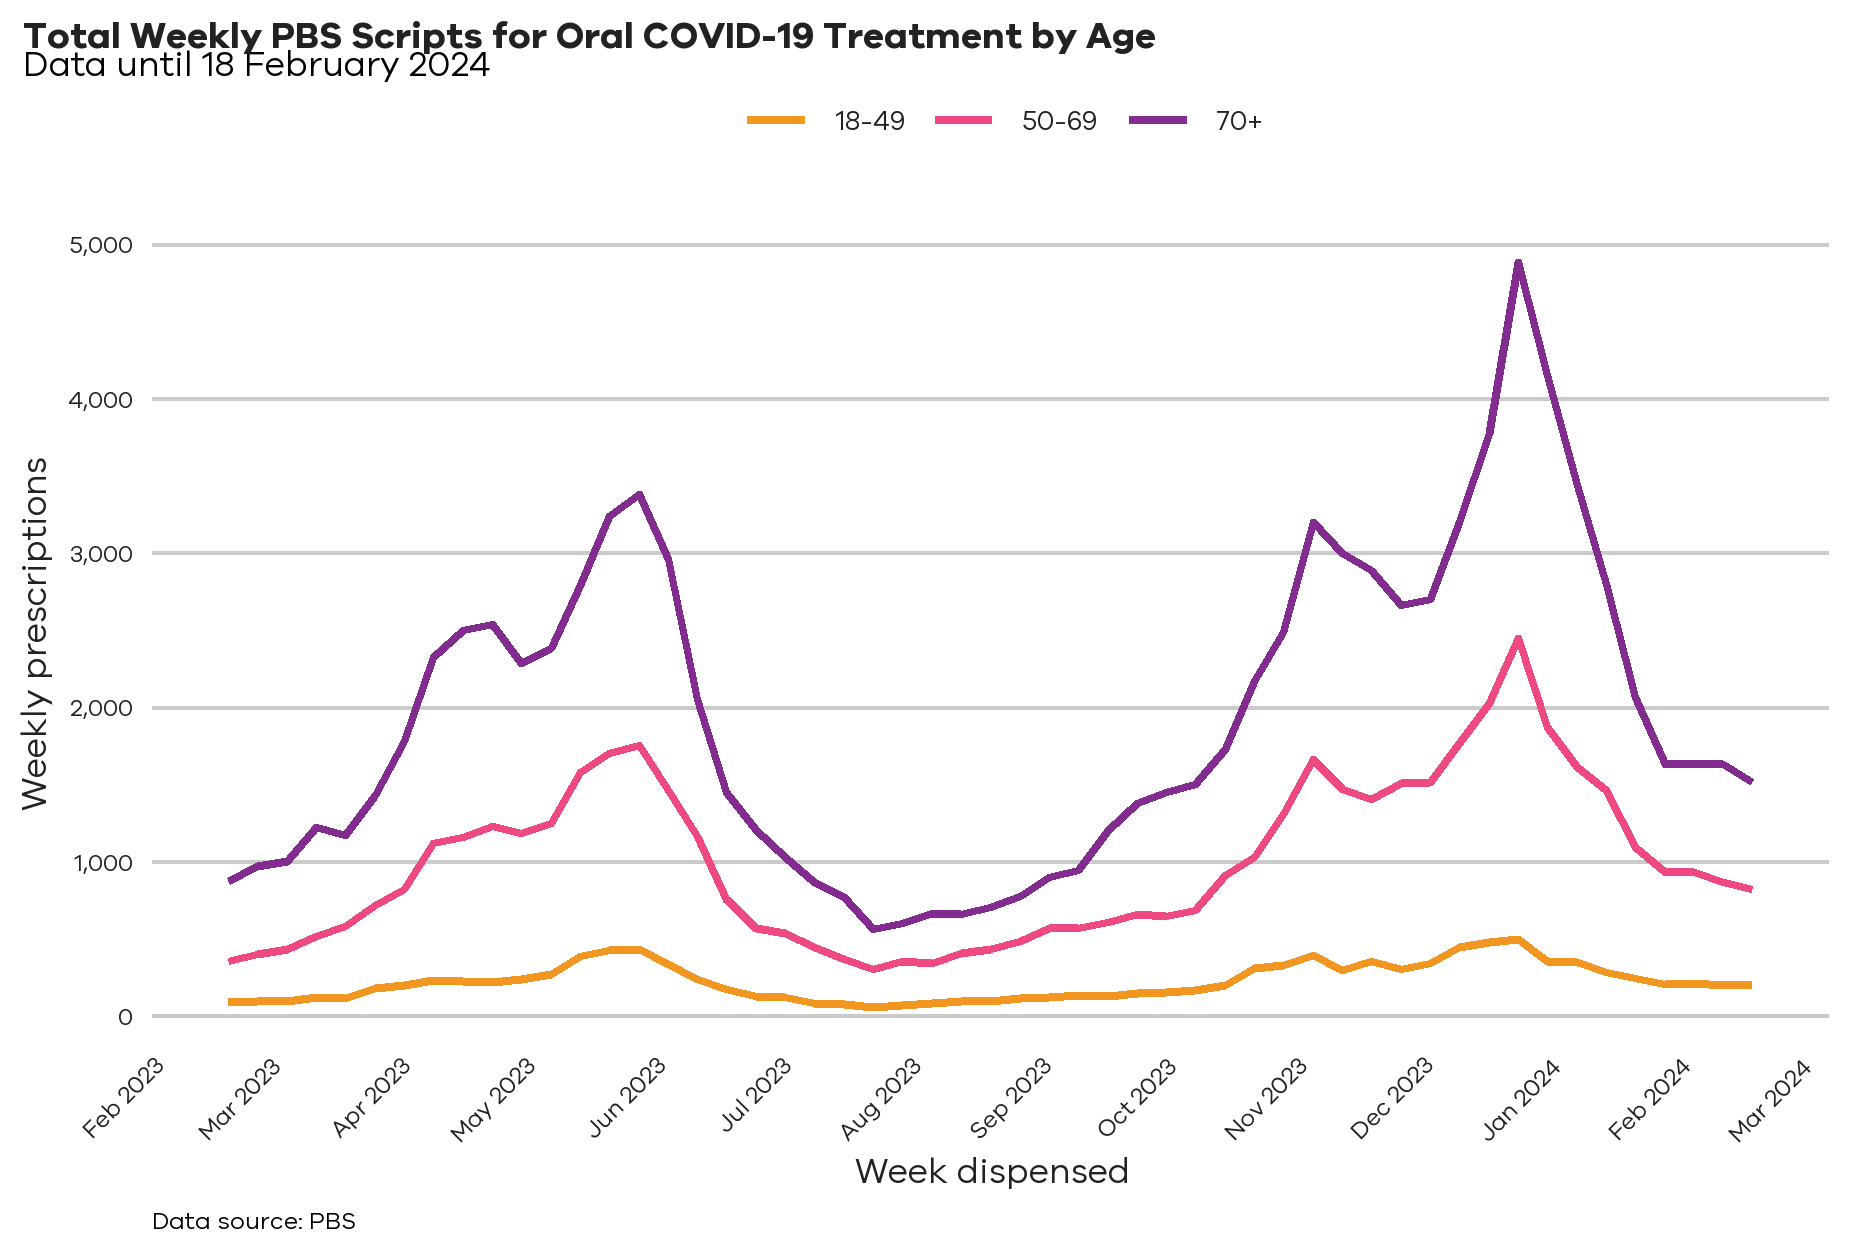 Total Weekly PBS Scripts for Oral COVID-19 Treatment by Age
Data until 18 February 2024
18-49 50-69 70+
5,000
4,000
3,000
2,000
1,000
0
Weekly prescriptions
Feb 2023 Mar 2023 Apr 2023 May 2023 Jun 2023 Jul 2023 Aug 2023 Sep 2023 Oct 2023 Nov 2023 Dec 2023 Jan 2024 Feb 2024 Mar 2024
Week dispensed
Data source: PBS